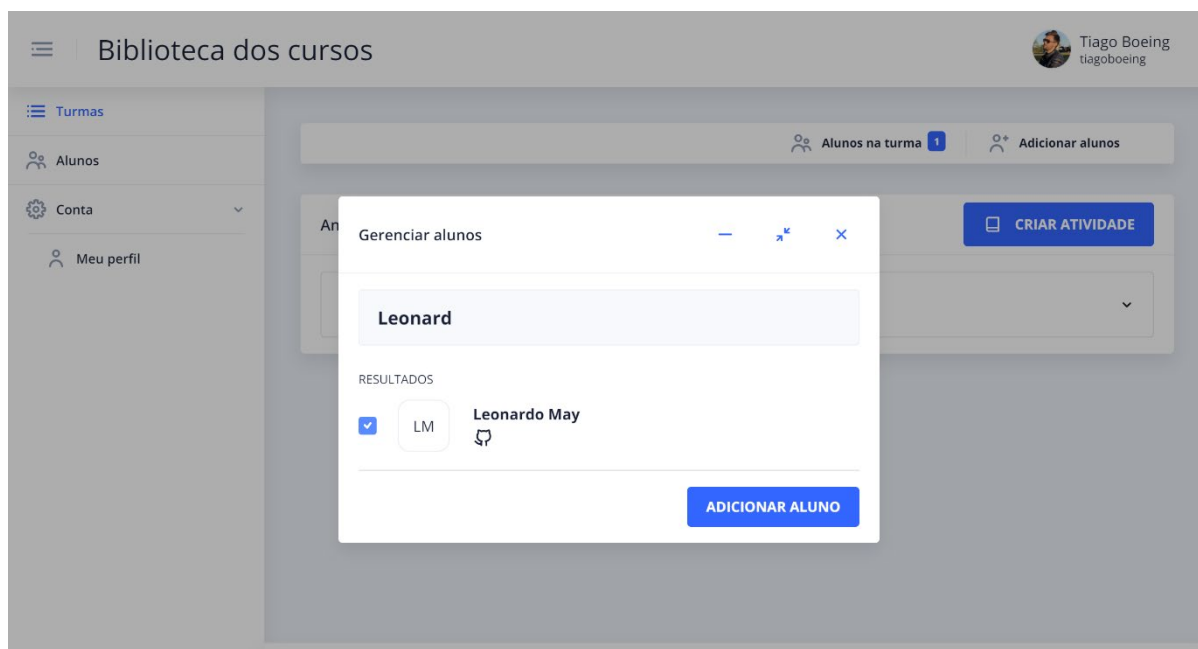 Biblioteca dos cursos
Tiago Boeing
tiagoboeing
Turmas
Alunos
Conta
Meu perfil
Alunos na turma 1
Adicionar alunos
An
CRIAR ATIVIDADE
Gerenciar alunos
Leonard
RESULTADOS
LM
Leonardo May
ADICIONAR ALUNO